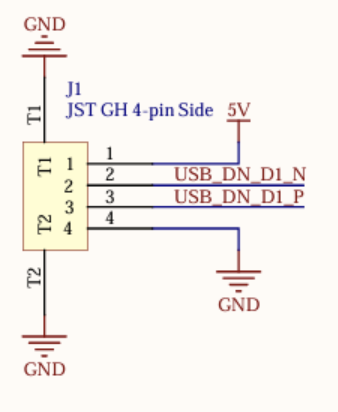 GND
T1
J1
JST GH 4-pin Side
5V
T1
1
1
2
2
USB_DN_D1_N
3
3
USB_DN_D1_P
T2
4
4
T2
GND
GND